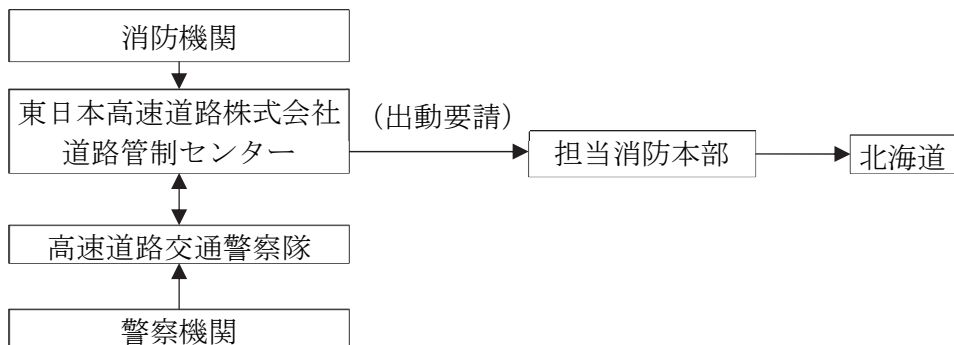 消防機関
東日本高速道路株式会社
道路管制センター
（出動要請）
担当消防本部
北海道
高速道路交通警察隊
警察機関